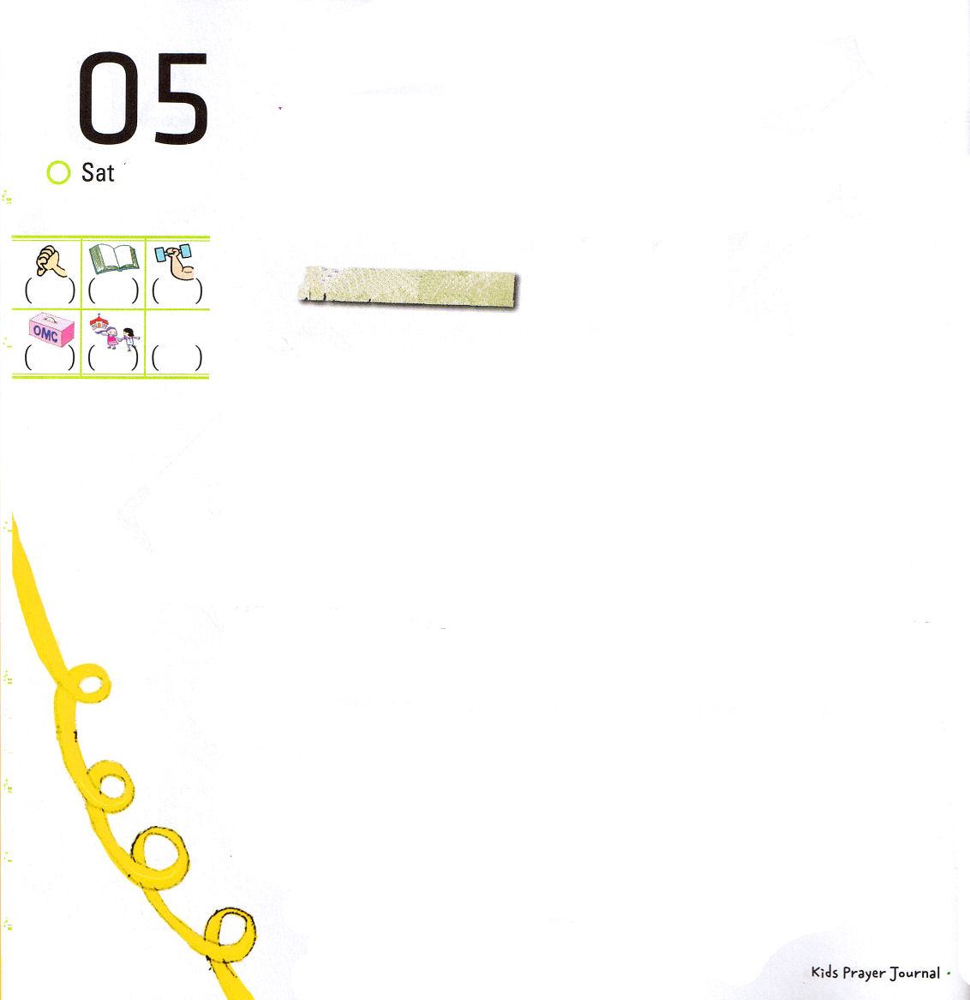 05
Sat
( ) ( ) ( )
OMC
( ) ( ) ( )
Kids Prayer Journal